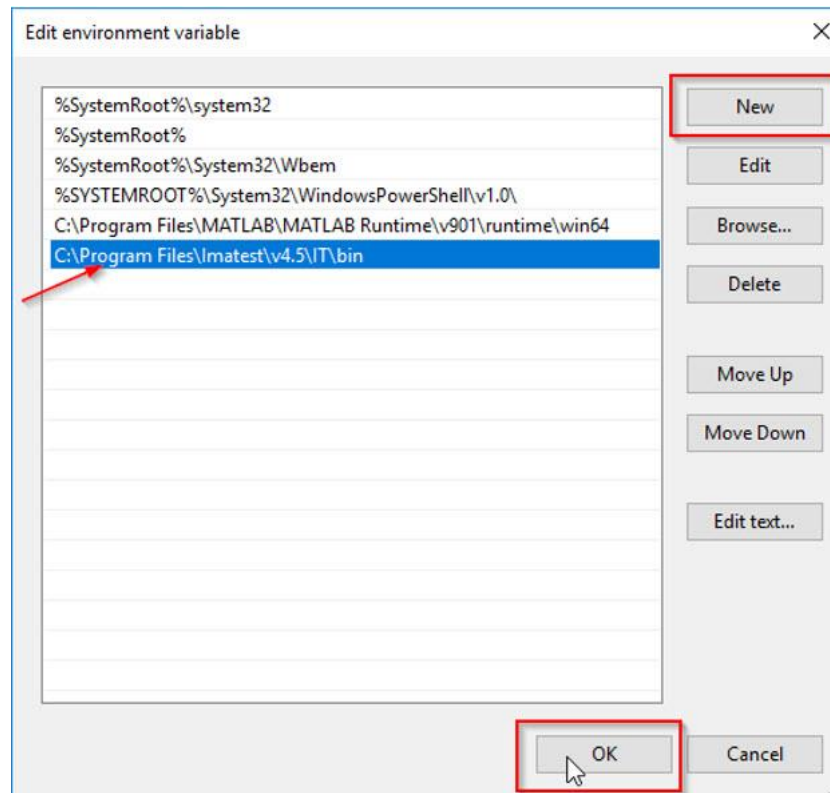 Edit environment variable
%SystemRoot%\system32
%SystemRoot%
%SystemRoot%\System32\Wbem
%SYSTEMROOT%\System32\WindowsPowerShell\v1.0\
C:\Program Files\MATLAB\MATLAB Runtime\v901\runtime\win64
C:\Program Files\Imatest\v4.5\IT\bin
New
Edit
Browse...
Delete
Move Up
Move Down
Edit text...
OK
Cancel